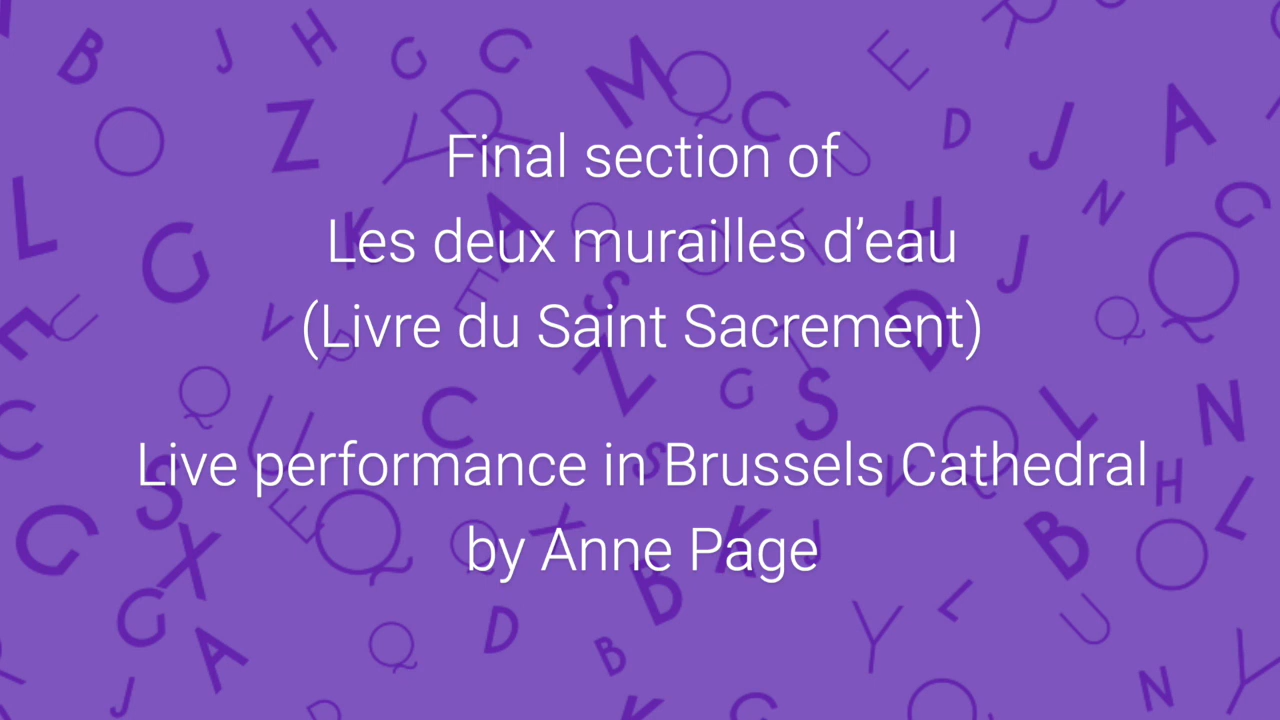 Final section of
Les deux murailles d’eau
(Livre du Saint Sacrement)
Live performance in Brussels Cathedral
by Anne Page